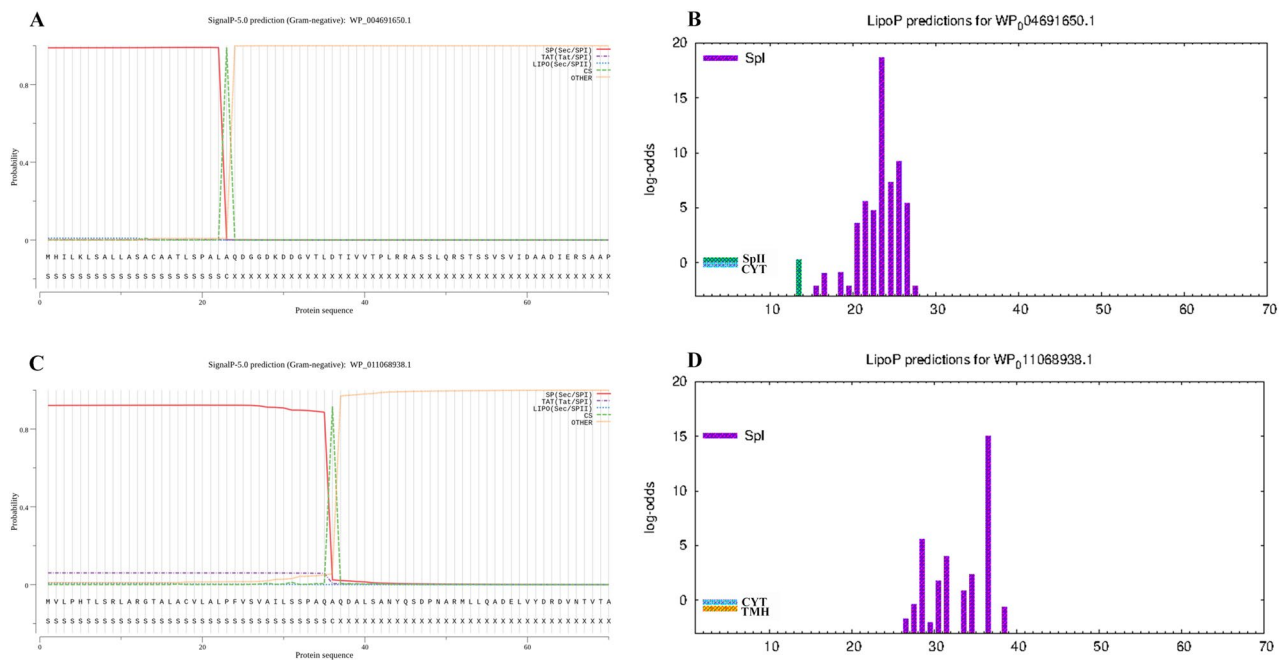 A
SignalP-5.0 prediction (Gram-negative): WP_004691650.1
SP(Sec/SPI)
TAT(Tat/SPI)
LIPO(Sec/SPII)
CS
OTHER
0.8
0.4
0
Probability
M H I L K L S A L L A S A C A A T L S P A L A Q D G G D K D D G V T L D T I V V T P L R R A S S L Q R S T S S V S V I D A A D I E R S A A P
S S S S S S S S S S S S S S S S S S S S S S C X X X X X X X X X X X X X X X X X X X X X X X X X X X X X X X X X X X X X X X X X X X X X X X
0 20 40 60
Protein sequence
B
LipoP predictions for WP_004691650.1
SpI
SpII
CYT
log-odds
20
15
10
5
0
10 20 30 40 50 60 70
C
SignalP-5.0 prediction (Gram-negative): WP_011068938.1
SP(Sec/SPI)
TAT(Tat/SPI)
LIPO(Sec/SPII)
CS
OTHER
0.8
0.4
0
Probability
M V L P H T L S R L A R G T A L A C V L A L P F V S V A I L S S P A Q A Q D A L S A N Y Q S D P N A R M L L Q A D E L V Y D R D V N T V T A
S S S S S S S S S S S S S S S S S S S S S S S S S S S S S S S S S S S C X X X X X X X X X X X X X X X X X X X X X X X X X X X X X X X X X X
0 20 40 60
Protein sequence
D
LipoP predictions for WP_011068938.1
SpI
CYT
TMH
log-odds
20
15
10
5
0
10 20 30 40 50 60 70